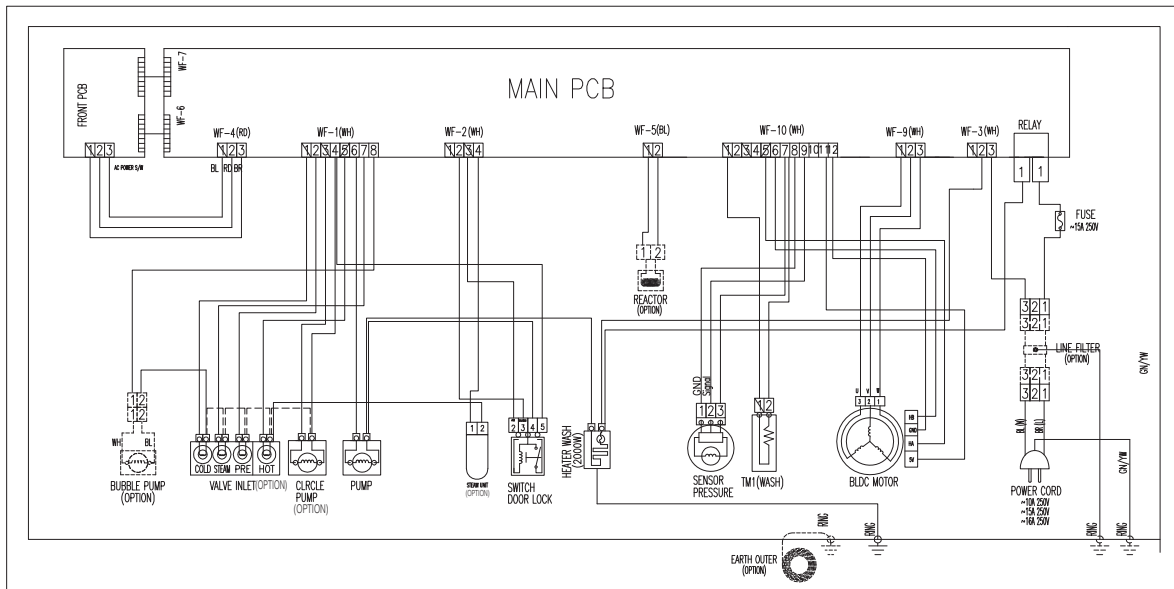 MAIN PCB
FRONT PCB
WF-7
WF-6
AC POWER S/W
1 2 3
WF-4(RD)
1 2 3
BL RD BR
WF-1(WH)
1 2 3 4 5 6 7 8
WF-2 (WH)
1 2 3 4
WF-5(BL)
1 2
WF-10 (WH)
1 2 3 4 5 6 7 8 9 10 11 12
WF-9 (WH)
1 2 3
WF-3 (WH)
1 2 3
RELAY
1 1
FUSE
~15A 250V
1 2
REACTOR
(OPTION)
3 2 1
3 2 1
LINE FILTER
(OPTION)
3 2 1
3 2 1
GN/YW
BL (N)
BR (L)
GN/YW
POWER CORD
~10A 250V
~15A 250V
~16A 250V
2
2
WH BL
BUBBLE PUMP
(OPTION)
COLD STEAM PRE HOT
VALVE INLET (OPTION)
CLRCLE
PUMP
(OPTION)
PUMP
1 2
STEAM UNIT
(OPTION)
2 3 4 5
SWITCH
DOOR LOCK
HEATER WASH
(2000W)
GND
Signal
1 2 3
SENSOR
PRESSURE
1 2
TM1(WASH)
U V W
3 2 1
HB
GND
HA
5V
BLDC MOTOR
RING
RING
RING
RING
EARTH OUTER
(OPTION)